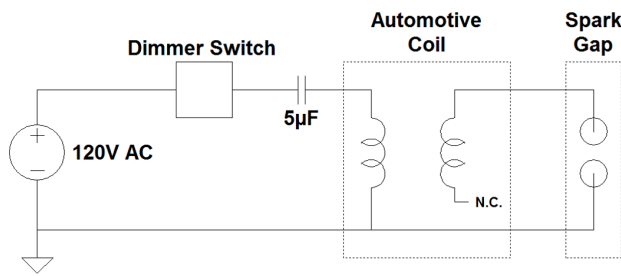 Automotive
Coil
Spark
Gap
Dimmer Switch
5µF
120V AC
N.C.